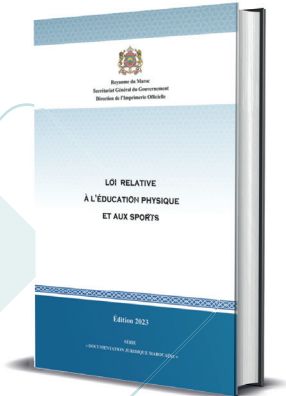 Royaume du Maroc
Secrétariat Général du Gouvernement
Direction de l'Imprimerie Officielle
LOI RELATIVE
À L'ÉDUCATION PHYSIQUE
ET AUX SPORTS
Édition 2023
SÉRIE
« DOCUMENTATION JURIDIQUE MAROCAINE »